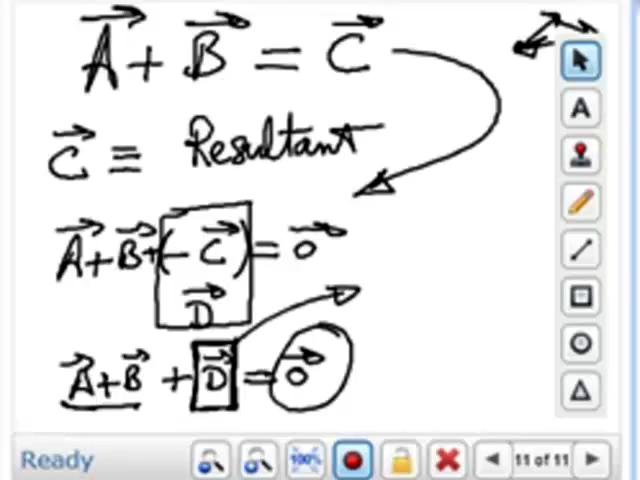 A⃗ + B⃗ = C⃗
C⃗ ≡ Resultant
A⃗ + B⃗ + (− C⃗) = 0⃗
D⃗
A⃗ + B⃗ + D⃗ = 0⃗
A
100%
Ready
11 of 11